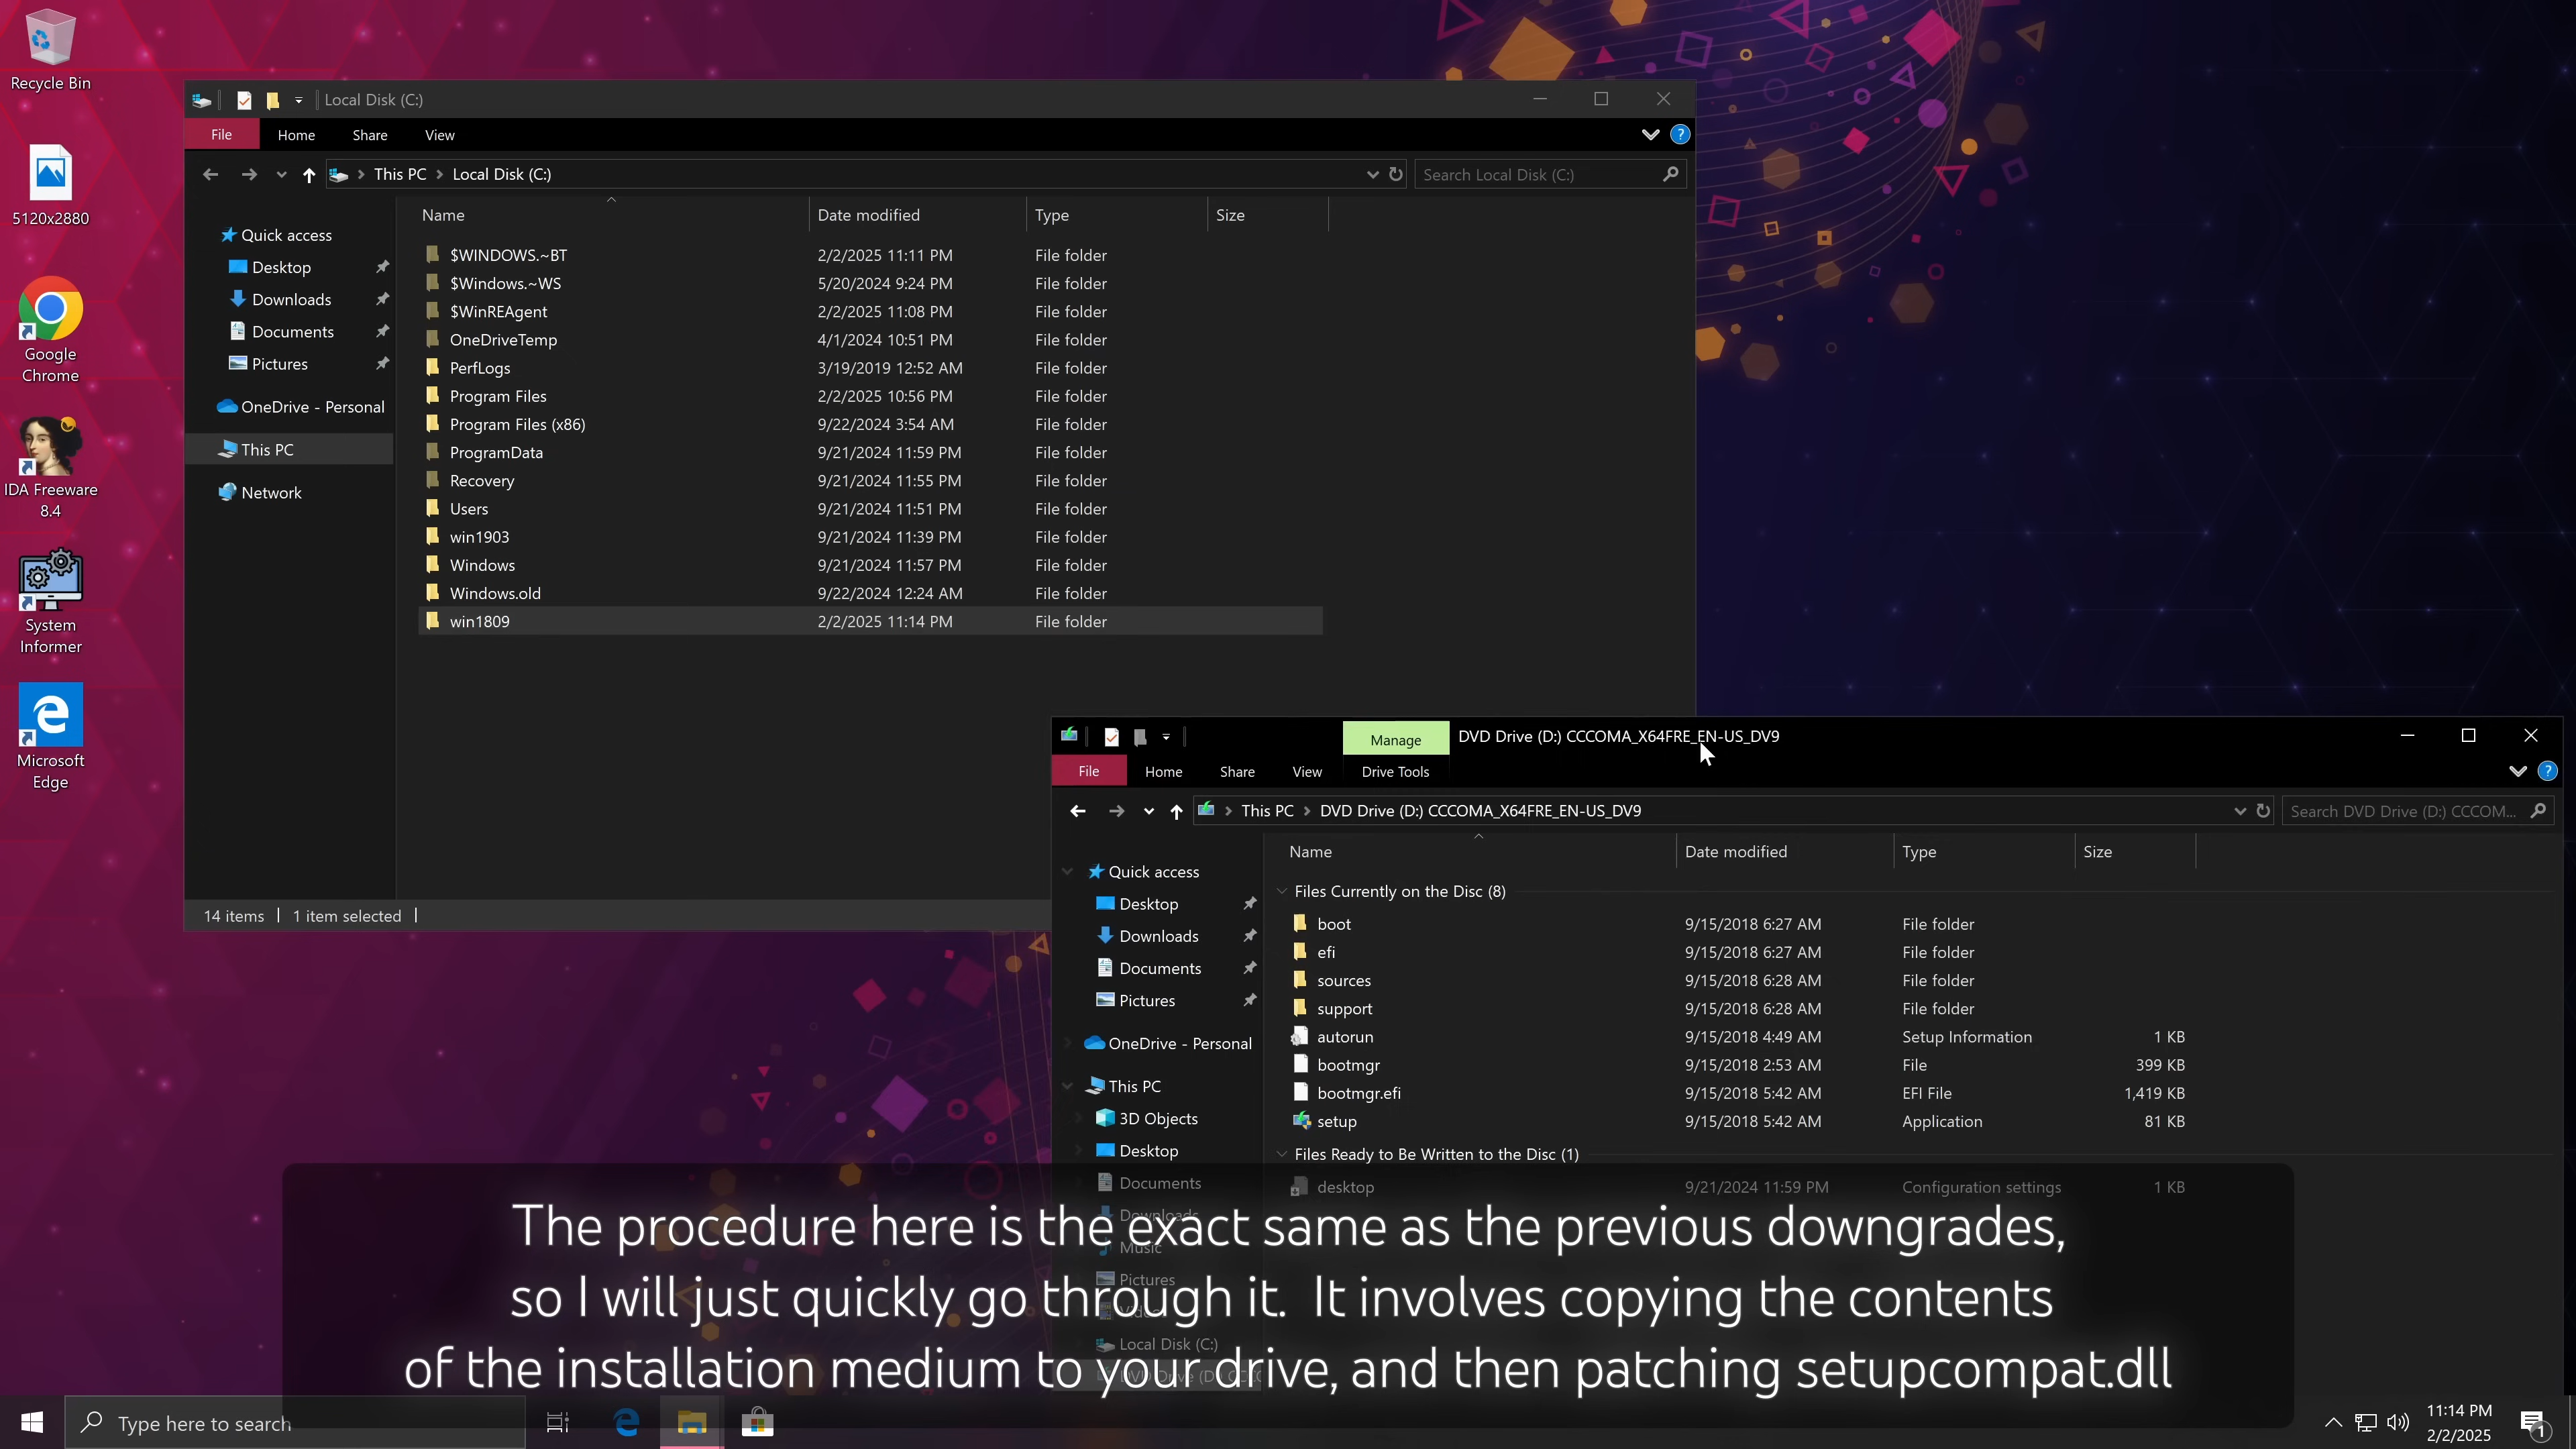 Recycle Bin
5120x2880
Google
Chrome
IDA Freeware
8.4
System
Informer
Microsoft
Edge
Local Disk (C:)
File Home Share View
This PC > Local Disk (C:)
Search Local Disk (C:)
Quick access
Desktop
Downloads
Documents
Pictures
OneDrive - Personal
This PC
Network
Name Date modified Type Size
$WINDOWS.~BT 2/2/2025 11:11 PM File folder
$Windows.~WS 5/20/2024 9:24 PM File folder
$WinREAgent 2/2/2025 11:08 PM File folder
OneDriveTemp 4/1/2024 10:51 PM File folder
PerfLogs 3/19/2019 12:52 AM File folder
Program Files 2/2/2025 10:56 PM File folder
Program Files (x86) 9/22/2024 3:54 AM File folder
ProgramData 9/21/2024 11:59 PM File folder
Recovery 9/21/2024 11:55 PM File folder
Users 9/21/2024 11:51 PM File folder
win1903 9/21/2024 11:39 PM File folder
Windows 9/21/2024 11:57 PM File folder
Windows.old 9/22/2024 12:24 AM File folder
win1809 2/2/2025 11:14 PM File folder
14 items 1 item selected
Manage DVD Drive (D:) CCCOMA_X64FRE_EN-US_DV9
File Home Share View Drive Tools
This PC > DVD Drive (D:) CCCOMA_X64FRE_EN-US_DV9
Search DVD Drive (D:) CCCOM...
Quick access
Desktop
Downloads
Documents
Pictures
OneDrive - Personal
This PC
3D Objects
Desktop
Documents
Downloads
Music
Pictures
Local Disk (C:)
Name Date modified Type Size
Files Currently on the Disc (8)
boot 9/15/2018 6:27 AM File folder
efi 9/15/2018 6:27 AM File folder
sources 9/15/2018 6:28 AM File folder
support 9/15/2018 6:28 AM File folder
autorun 9/15/2018 4:49 AM Setup Information 1 KB
bootmgr 9/15/2018 2:53 AM File 399 KB
bootmgr.efi 9/15/2018 5:42 AM EFI File 1,419 KB
setup 9/15/2018 5:42 AM Application 81 KB
Files Ready to Be Written to the Disc (1)
desktop 9/21/2024 11:59 PM Configuration settings 1 KB
The procedure here is the exact same as the previous downgrades,
so I will just quickly go through it. It involves copying the contents
of the installation medium to your drive, and then patching setupcompat.dll
Type here to search
11:14 PM
2/2/2025
1